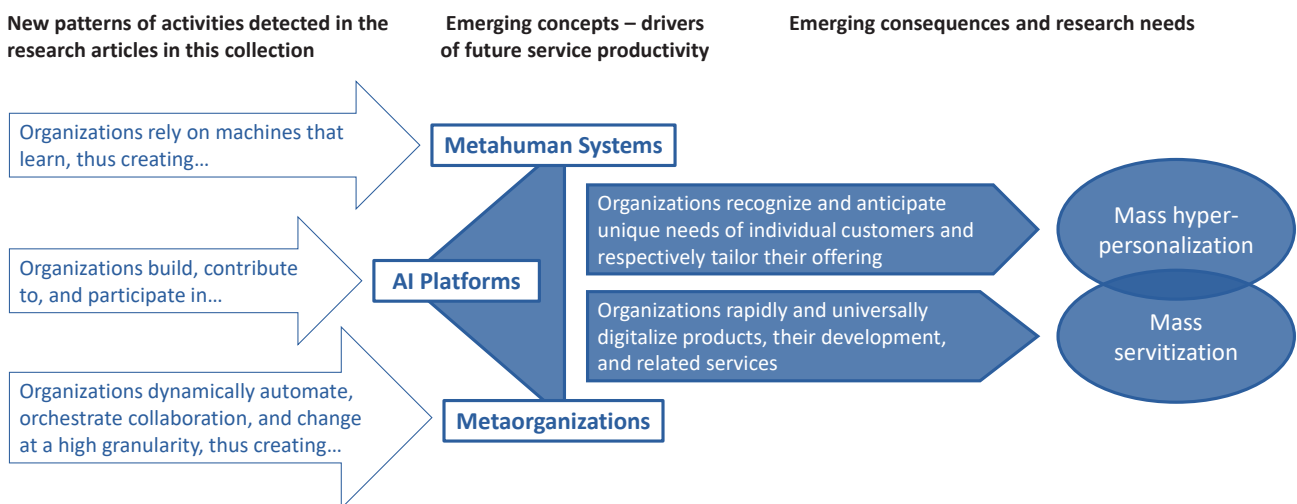 New patterns of activities detected in the
research articles in this collection
Emerging concepts – drivers
of future service productivity
Emerging consequences and research needs
Organizations rely on machines that
learn, thus creating…
Metahuman Systems
Organizations build, contribute
to, and participate in…
AI Platforms
Organizations dynamically automate,
orchestrate collaboration, and change
at a high granularity, thus creating…
Metaorganizations
Organizations recognize and anticipate
unique needs of individual customers and
respectively tailor their offering
Mass hyper-
personalization
Organizations rapidly and universally
digitalize products, their development,
and related services
Mass
servitization